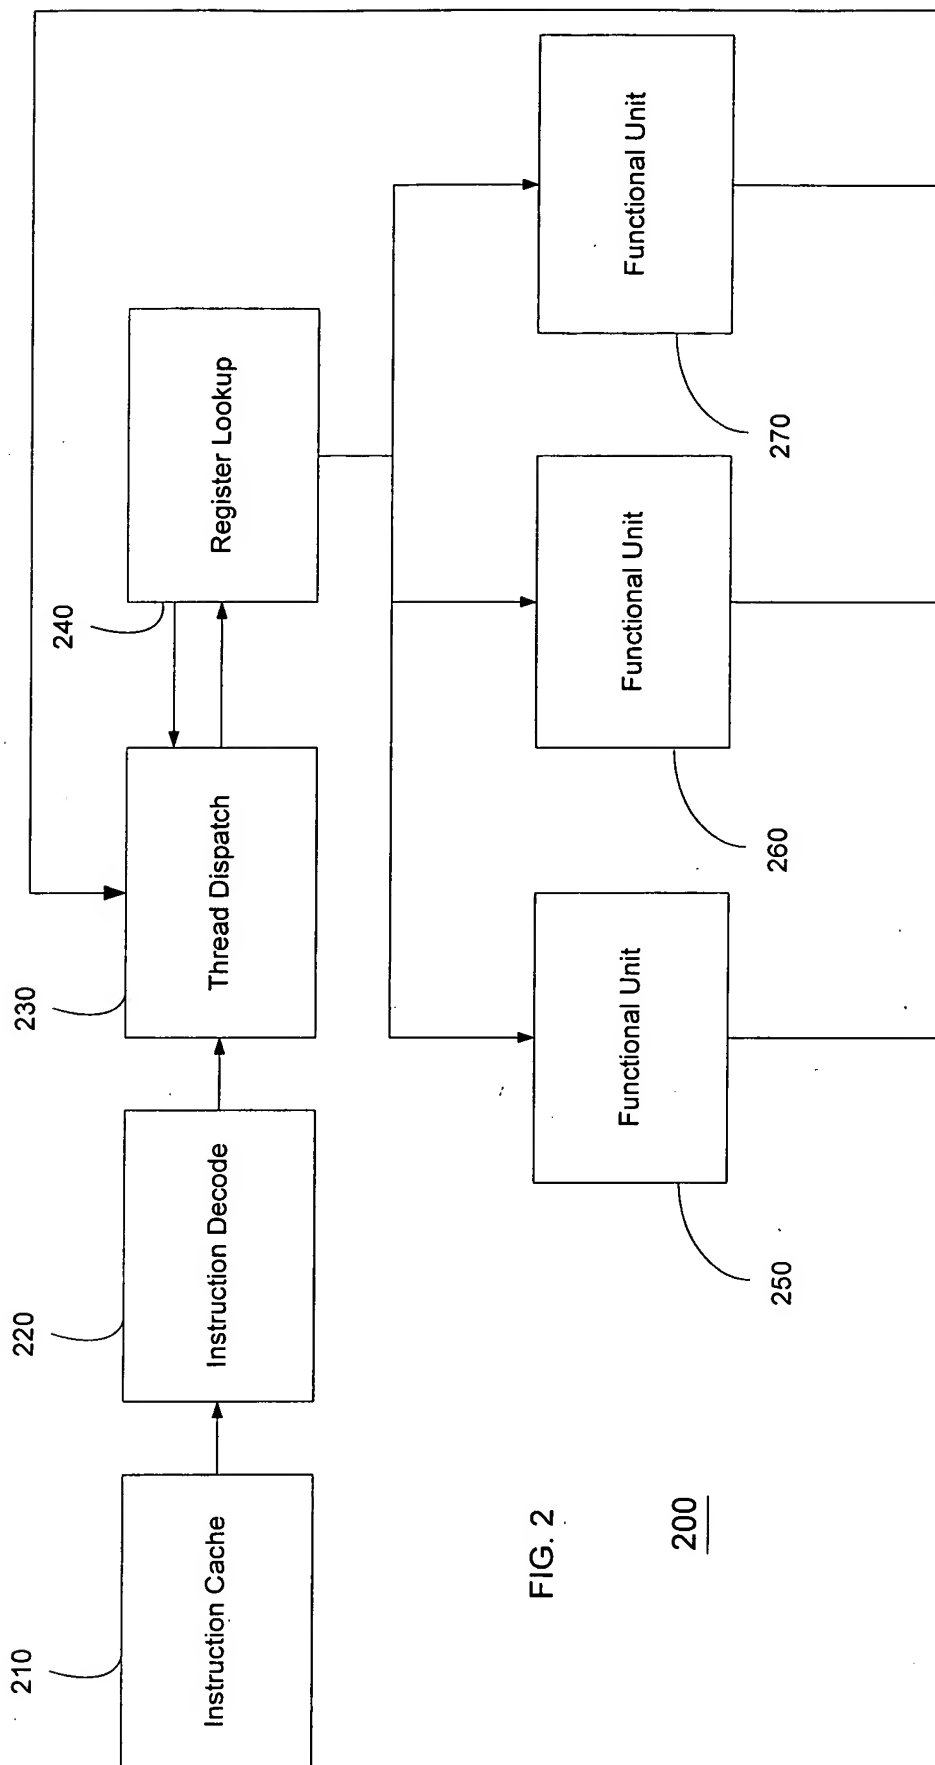 210
Instruction Cache
220
Instruction Decode
230
Thread Dispatch
240
Register Lookup
250
Functional Unit
260
Functional Unit
270
Functional Unit
FIG. 2
200